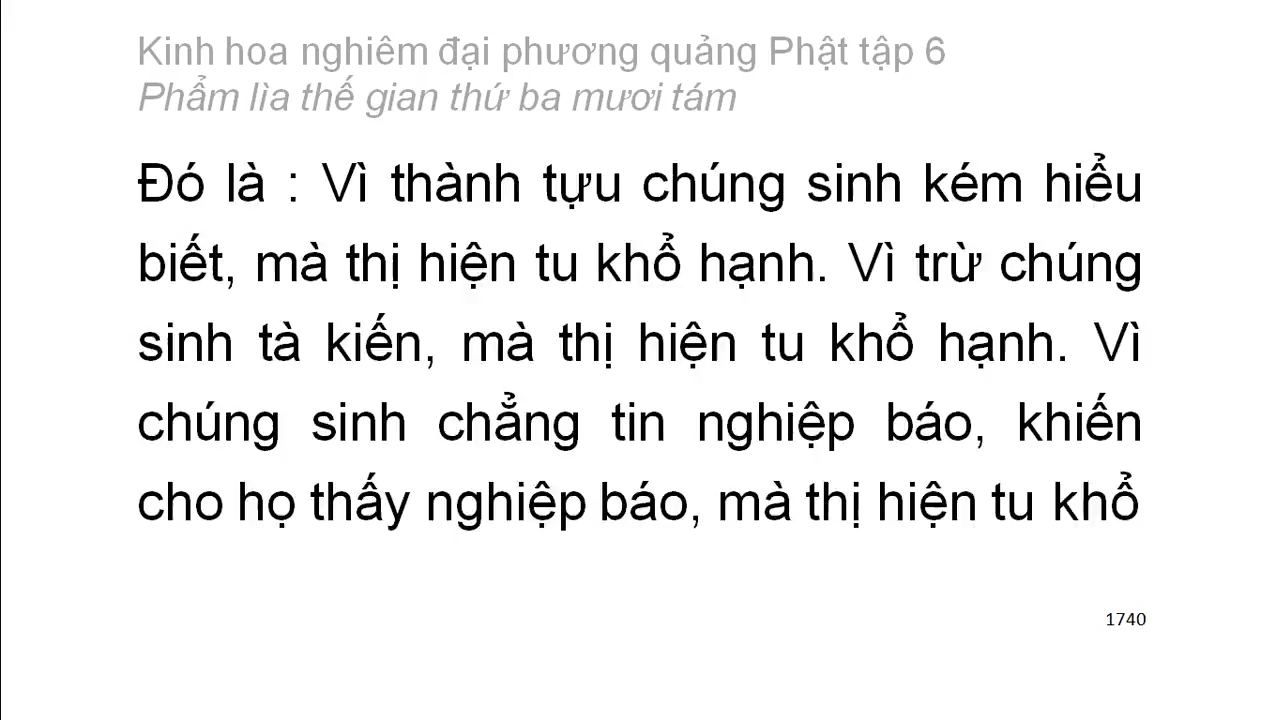 Kinh hoa nghiêm đại phương quảng Phật tập 6
Phẩm lìa thế gian thứ ba mươi tám
Đó là : Vì thành tựu chúng sinh kém hiểu
biết, mà thị hiện tu khổ hạnh. Vì trừ chúng
sinh tà kiến, mà thị hiện tu khổ hạnh. Vì
chúng sinh chẳng tin nghiệp báo, khiến
cho họ thấy nghiệp báo, mà thị hiện tu khổ
1740